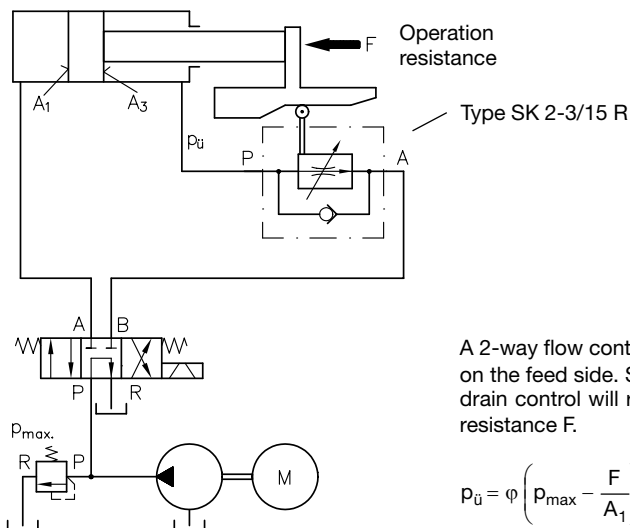 F
Operation
resistance
A₁
A₃
Type SK 2-3/15 R
pü
P
A
A
B
P
R
pmax.
R
P
M
A 2-way flow cont
on the feed side. S
drain control will r
resistance F.
pü = φ ( pmax − F / A₁